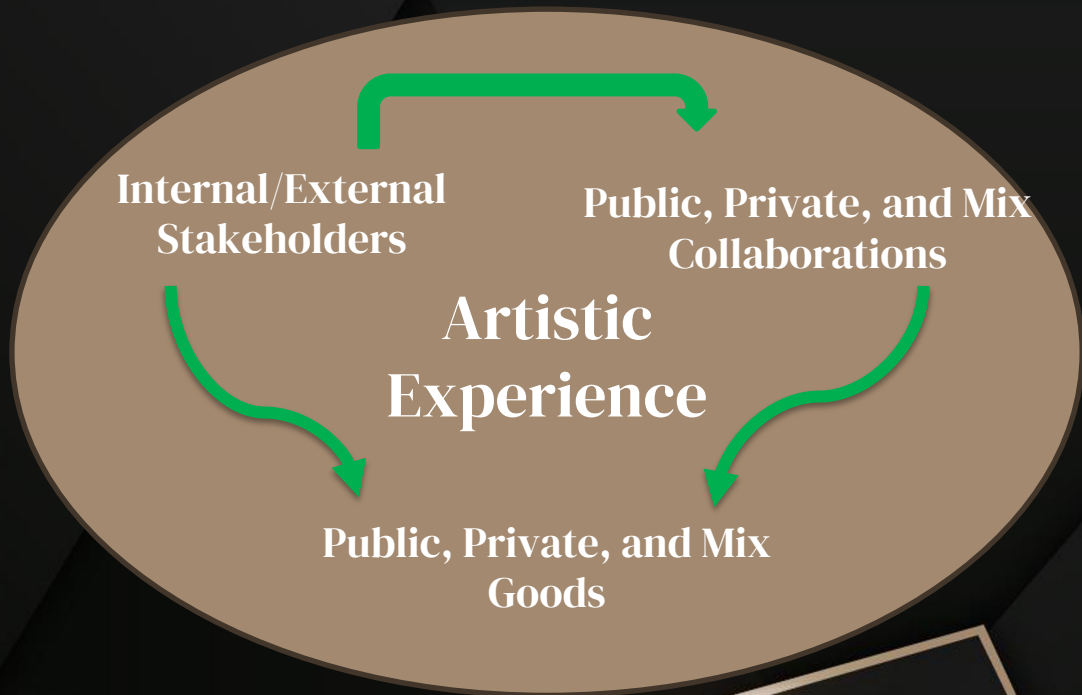 Internal/External
Stakeholders
Public, Private, and Mix
Collaborations
Artistic
Experience
Public, Private, and Mix
Goods